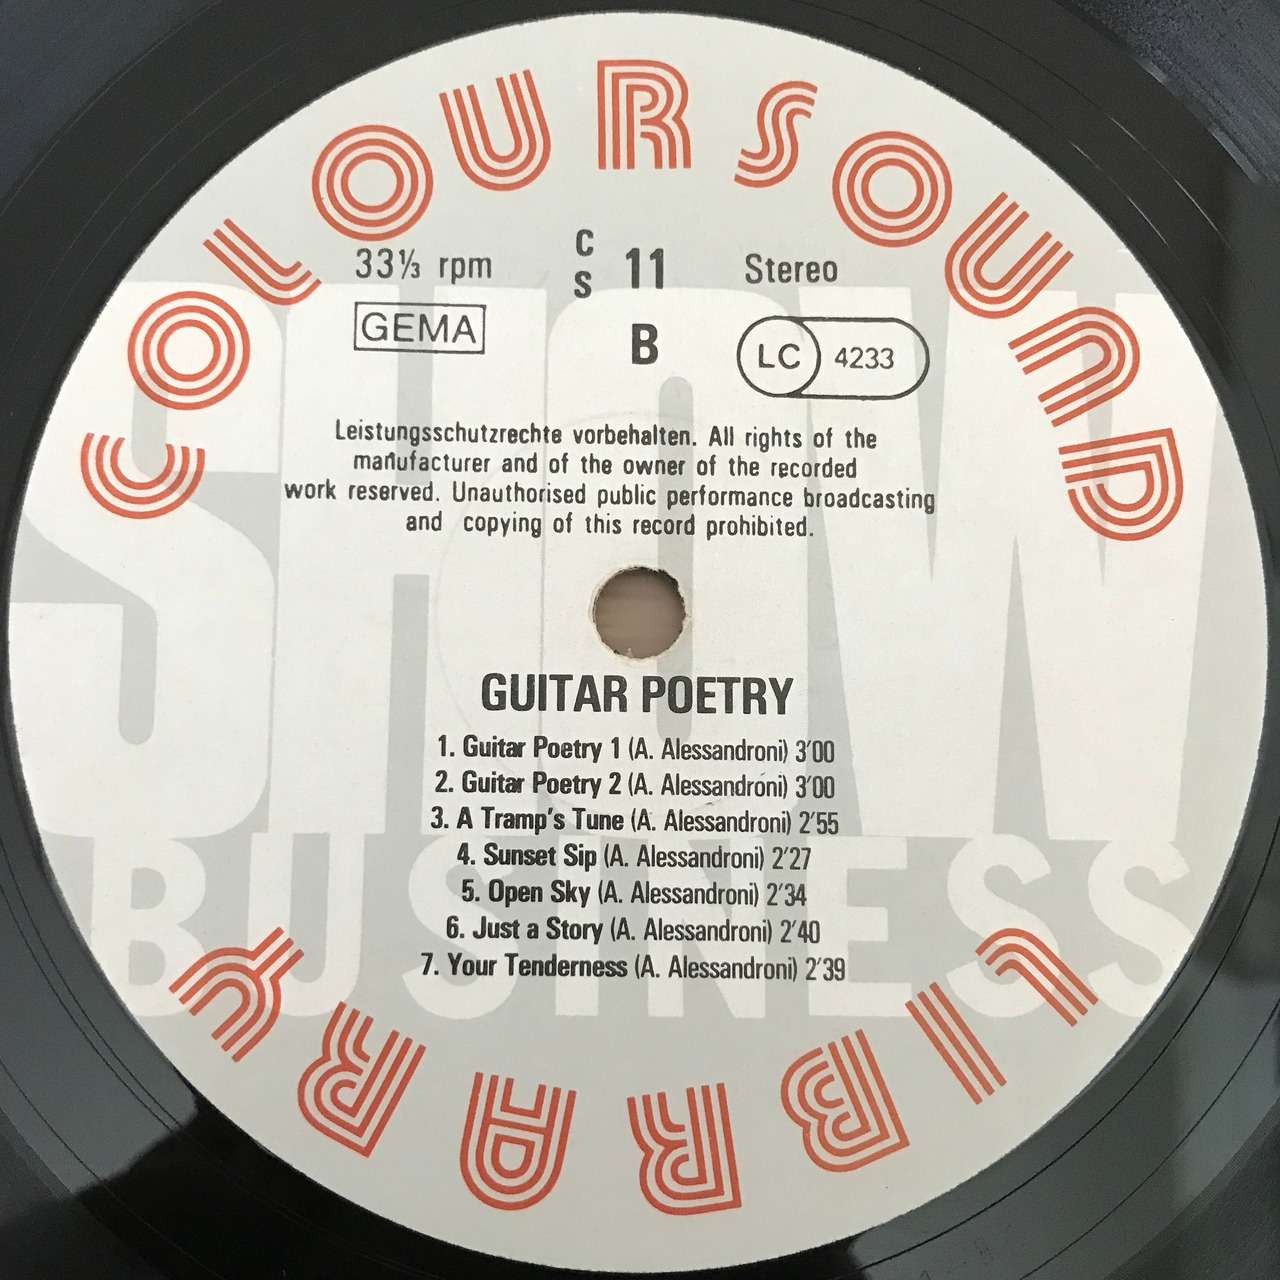 COLOURSOUND
33⅓ rpm
CS 11
Stereo
GEMA
B
LC 4233
Leistungsschutzrechte vorbehalten. All rights of the
manufacturer and of the owner of the recorded
work reserved. Unauthorised public performance broadcasting
and copying of this record prohibited.
SHOW
GUITAR POETRY
1. Guitar Poetry 1 (A. Alessandroni) 3'00
2. Guitar Poetry 2 (A. Alessandroni) 3'00
3. A Tramp's Tune (A. Alessandroni) 2'55
4. Sunset Sip (A. Alessandroni) 2'27
5. Open Sky (A. Alessandroni) 2'34
6. Just a Story (A. Alessandroni) 2'40
7. Your Tenderness (A. Alessandroni) 2'39
BUSINESS
LIBRARY